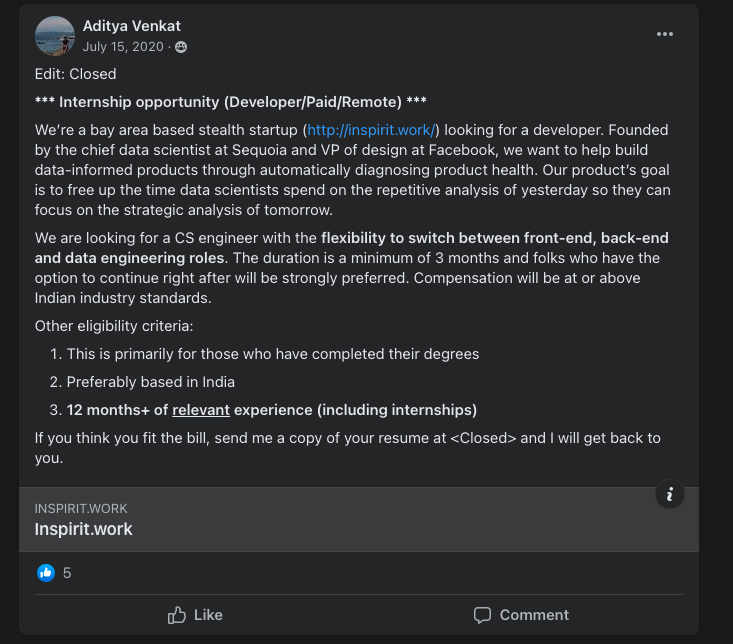 Aditya Venkat
July 15, 2020 ·
Edit: Closed
*** Internship opportunity (Developer/Paid/Remote) ***
We’re a bay area based stealth startup (http://inspirit.work/) looking for a developer. Founded
by the chief data scientist at Sequoia and VP of design at Facebook, we want to help build
data-informed products through automatically diagnosing product health. Our product’s goal
is to free up the time data scientists spend on the repetitive analysis of yesterday so they can
focus on the strategic analysis of tomorrow.
We are looking for a CS engineer with the flexibility to switch between front-end, back-end
and data engineering roles. The duration is a minimum of 3 months and folks who have the
option to continue right after will be strongly preferred. Compensation will be at or above
Indian industry standards.
Other eligibility criteria:
1. This is primarily for those who have completed their degrees
2. Preferably based in India
3. 12 months+ of relevant experience (including internships)
If you think you fit the bill, send me a copy of your resume at <Closed> and I will get back to
you.
INSPIRIT.WORK
Inspirit.work
5
Like Comment